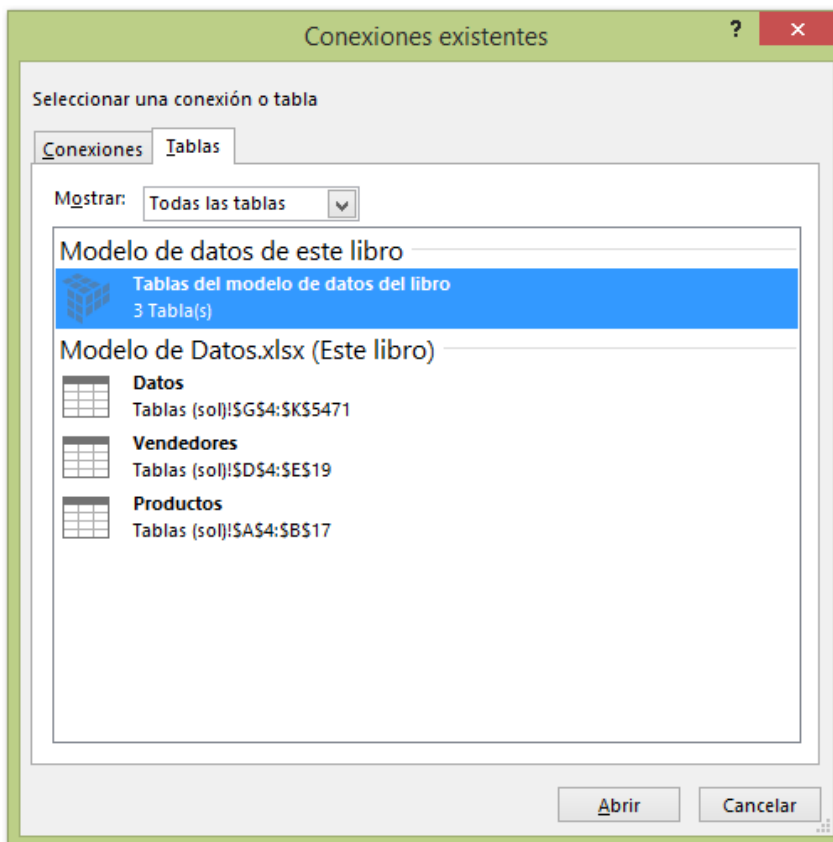 Conexiones existentes
?
Seleccionar una conexión o tabla
Conexiones Tablas
Mostrar: Todas las tablas
Modelo de datos de este libro
Tablas del modelo de datos del libro
3 Tabla(s)
Modelo de Datos.xlsx (Este libro)
Datos
Tablas (sol)!$G$4:$K$5471
Vendedores
Tablas (sol)!$D$4:$E$19
Productos
Tablas (sol)!$A$4:$B$17
Abrir Cancelar